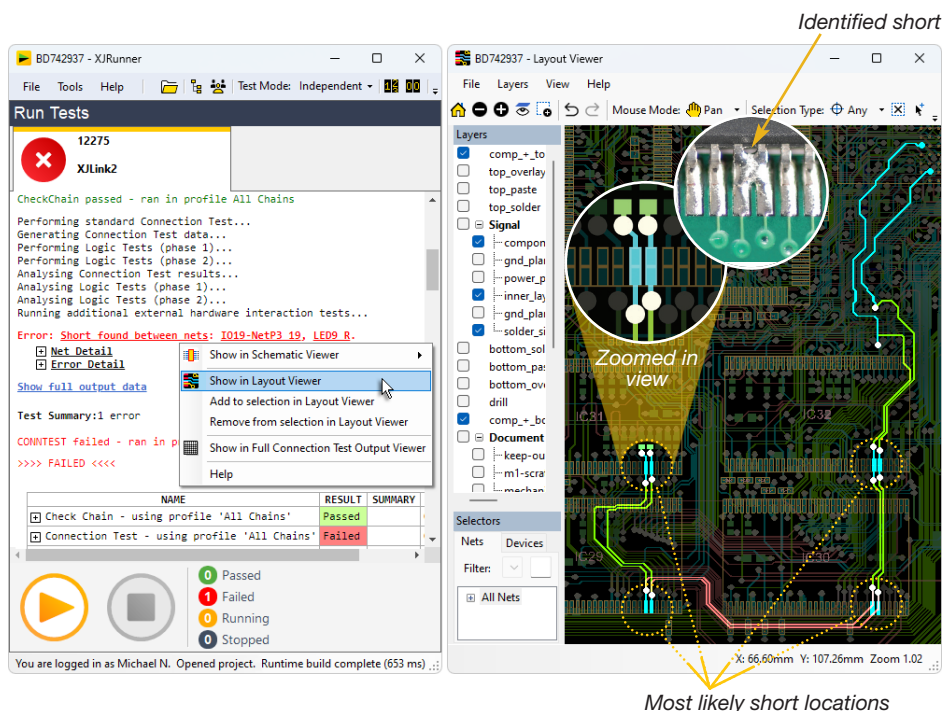 Identified short
BD742937 - XJRunner
File Tools Help Test Mode: Independent
Run Tests
12275
XJLink2
CheckChain passed - ran in profile All Chains
Performing standard Connection Test...
Generating Connection Test data...
Performing Logic Tests (phase 1)...
Performing Logic Tests (phase 2)...
Analysing Connection Test results...
Analysing Logic Tests (phase 1)...
Analysing Logic Tests (phase 2)...
Running additional external hardware interaction tests...
Error: Short found between nets: IO19-NetP3 19, LED9 R.
Net Detail
Error Detail
Show full output data
Test Summary:1 error
CONNTEST failed - ran in p
>>>> FAILED <<<<
Show in Schematic Viewer
Show in Layout Viewer
Add to selection in Layout Viewer
Remove from selection in Layout Viewer
Show in Full Connection Test Output Viewer
Help
NAME RESULT SUMMARY
Check Chain - using profile 'All Chains' Passed
Connection Test - using profile 'All Chains' Failed
0 Passed
1 Failed
0 Running
0 Stopped
You are logged in as Michael N. Opened project. Runtime build complete (653 ms)
BD742937 - Layout Viewer
File Layers View Help
Mouse Mode: Pan Selection Type: Any
Layers
comp_+_to
top_overlay
top_paste
top_solder
Signal
compon
gnd_plan
power_p
inner_lay
gnd_plan
solder_si
bottom_sol
bottom_pas
bottom_ove
drill
comp_+_bo
Document
keep-ou
m1-scrat
mechan
Selectors
Nets Devices
Filter:
All Nets
Zoomed in
view
IC31
IC32
IC29
IC30
X: 66.60mm Y: 107.26mm Zoom 1.02
Most likely short locations